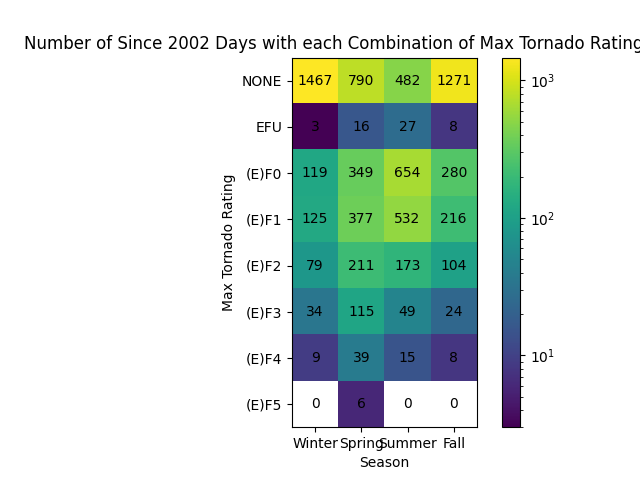 Number of Since 2002 Days with each Combination of Max Tornado Rating
NONE 1467 790 482 1271
EFU 3 16 27 8
(E)F0 119 349 654 280
(E)F1 125 377 532 216
(E)F2 79 211 173 104
(E)F3 34 115 49 24
(E)F4 9 39 15 8
(E)F5 0 6 0 0
Winter Spring Summer Fall
Season
Max Tornado Rating
10³
10²
10¹